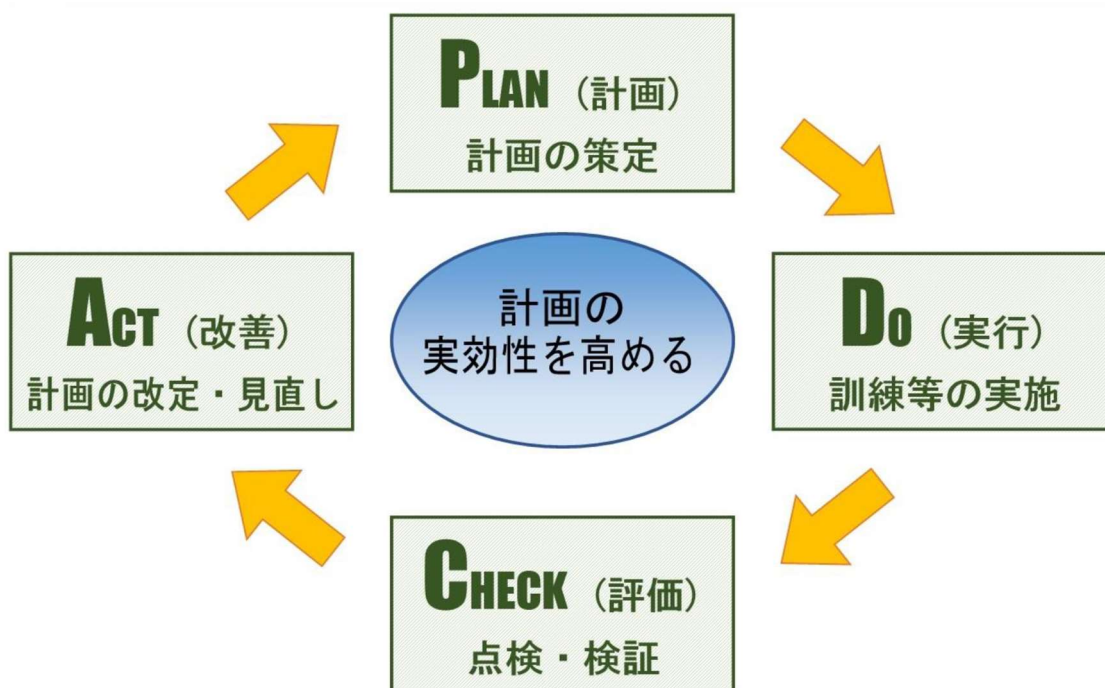 PLAN（計画）
計画の策定
DO（実行）
訓練等の実施
CHECK（評価）
点検・検証
ACT（改善）
計画の改定・見直し
計画の
実効性を高める